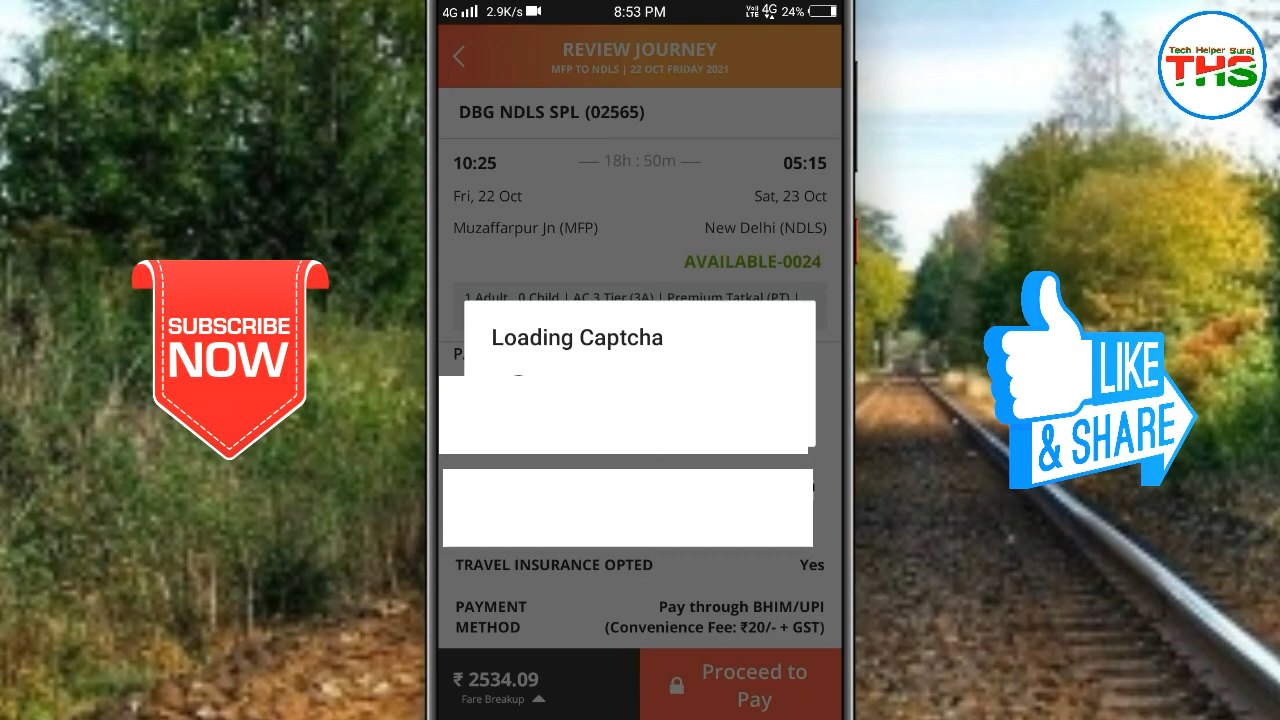 4G 2.9K/s 8:53 PM VoLTE 4G 24%
Tech Helper Suraj
THS
REVIEW JOURNEY
MFP TO NDLS | 22 OCT FRIDAY 2021
DBG NDLS SPL (02565)
10:25 18h : 50m 05:15
Fri, 22 Oct Sat, 23 Oct
Muzaffarpur Jn (MFP) New Delhi (NDLS)
AVAILABLE-0024
1 Adult, 0 Child | AC 3 Tier (3A) | Premium Tatkal (PT) |
Loading Captcha
SUBSCRIBE
NOW
LIKE
& SHARE
TRAVEL INSURANCE OPTED Yes
PAYMENT Pay through BHIM/UPI
METHOD (Convenience Fee: ₹20/- + GST)
₹ 2534.09
Fare Breakup
Proceed to
Pay